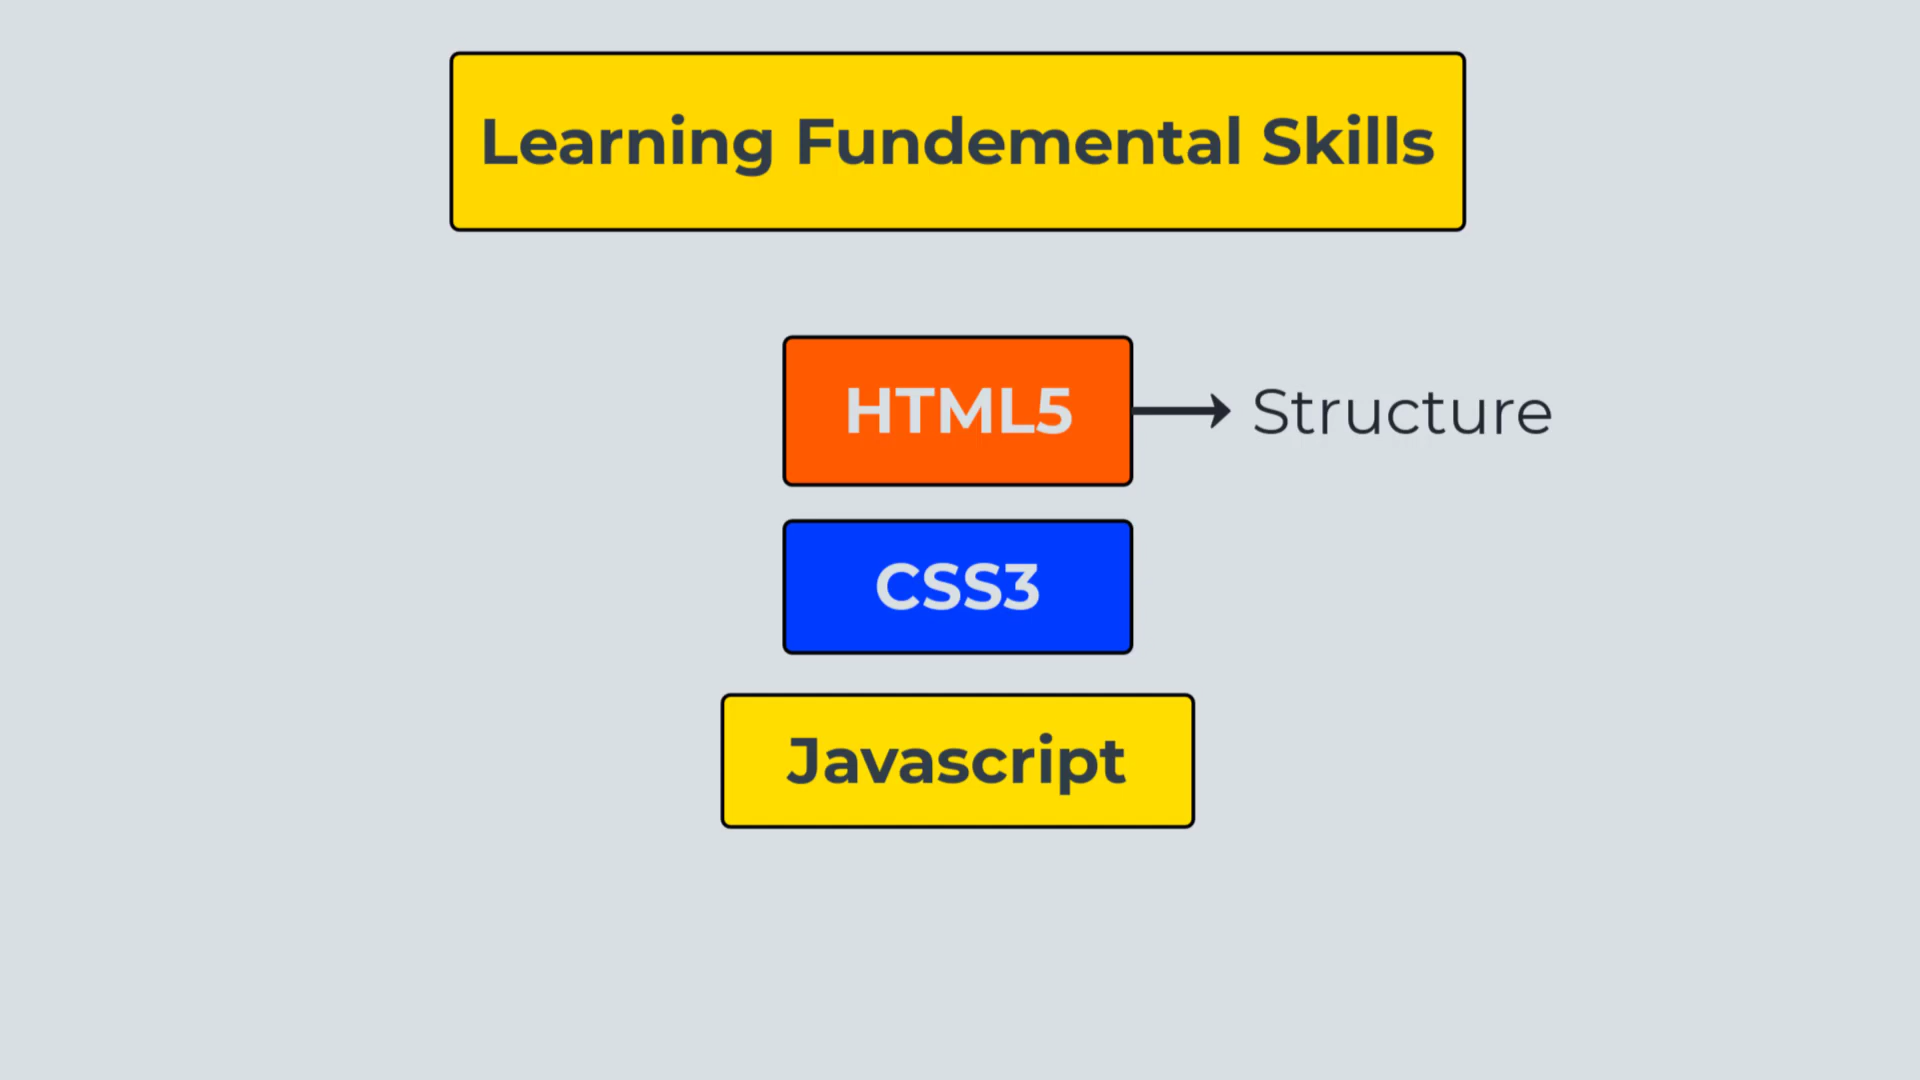 Learning Fundemental Skills
HTML5
Structure
CSS3
Javascript